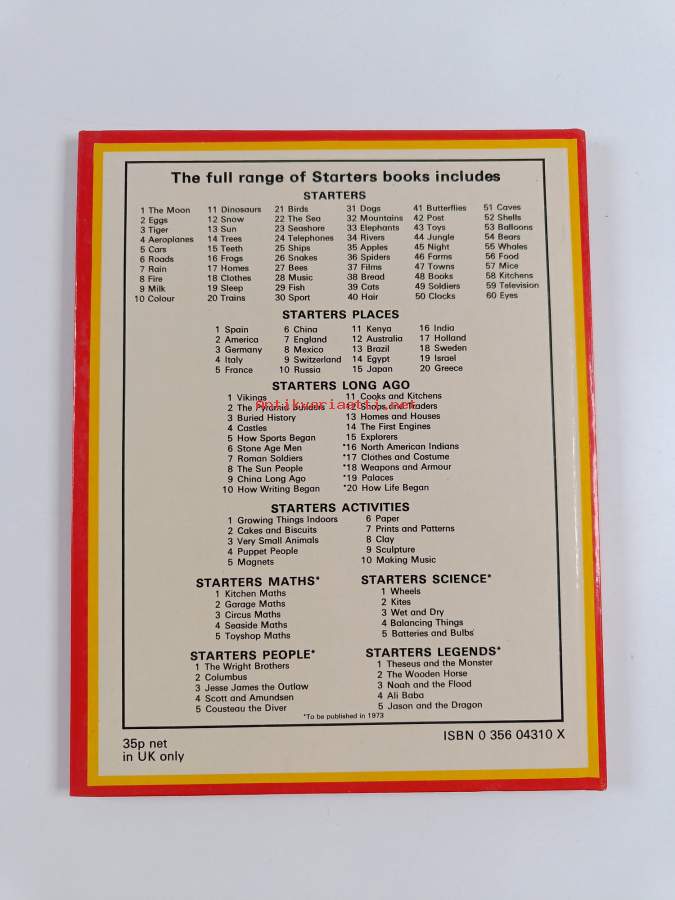 The full range of Starters books includes
STARTERS
1 The Moon 11 Dinosaurs 21 Birds 31 Dogs 41 Butterflies 51 Caves
2 Eggs 12 Snow 22 The Sea 32 Mountains 42 Post 52 Shells
3 Tiger 13 Sun 23 Seashore 33 Elephants 43 Toys 53 Balloons
4 Aeroplanes 14 Trees 24 Telephones 34 Rivers 44 Jungle 54 Bears
5 Cars 15 Teeth 25 Ships 35 Apples 45 Night 55 Whales
6 Roads 16 Frogs 26 Snakes 36 Spiders 46 Farms 56 Food
7 Rain 17 Homes 27 Bees 37 Films 47 Towns 57 Mice
8 Fire 18 Clothes 28 Music 38 Bread 48 Books 58 Kitchens
9 Milk 19 Sleep 29 Fish 39 Cats 49 Soldiers 59 Television
10 Colour 20 Trains 30 Sport 40 Hair 50 Clocks 60 Eyes
STARTERS PLACES
1 Spain 6 China 11 Kenya 16 India
2 America 7 England 12 Australia 17 Holland
3 Germany 8 Mexico 13 Brazil 18 Sweden
4 Italy 9 Switzerland 14 Egypt 19 Israel
5 France 10 Russia 15 Japan 20 Greece
STARTERS LONG AGO
1 Vikings 11 Cooks and Kitchens
2 The Pyramid Builders 12 Shops and Traders
Antikvariaatti.net
3 Buried History 13 Homes and Houses
4 Castles 14 The First Engines
5 How Sports Began 15 Explorers
6 Stone Age Men *16 North American Indians
7 Roman Soldiers *17 Clothes and Costume
8 The Sun People *18 Weapons and Armour
9 China Long Ago *19 Palaces
10 How Writing Began *20 How Life Began
STARTERS ACTIVITIES
1 Growing Things Indoors 6 Paper
2 Cakes and Biscuits 7 Prints and Patterns
3 Very Small Animals 8 Clay
4 Puppet People 9 Sculpture
5 Magnets 10 Making Music
STARTERS MATHS* STARTERS SCIENCE*
1 Kitchen Maths 1 Wheels
2 Garage Maths 2 Kites
3 Circus Maths 3 Wet and Dry
4 Seaside Maths 4 Balancing Things
5 Toyshop Maths 5 Batteries and Bulbs
STARTERS PEOPLE* STARTERS LEGENDS*
1 The Wright Brothers 1 Theseus and the Monster
2 Columbus 2 The Wooden Horse
3 Jesse James the Outlaw 3 Noah and the Flood
4 Scott and Amundsen 4 Ali Baba
5 Cousteau the Diver 5 Jason and the Dragon
*To be published in 1973
35p net ISBN 0 356 04310 X
in UK only